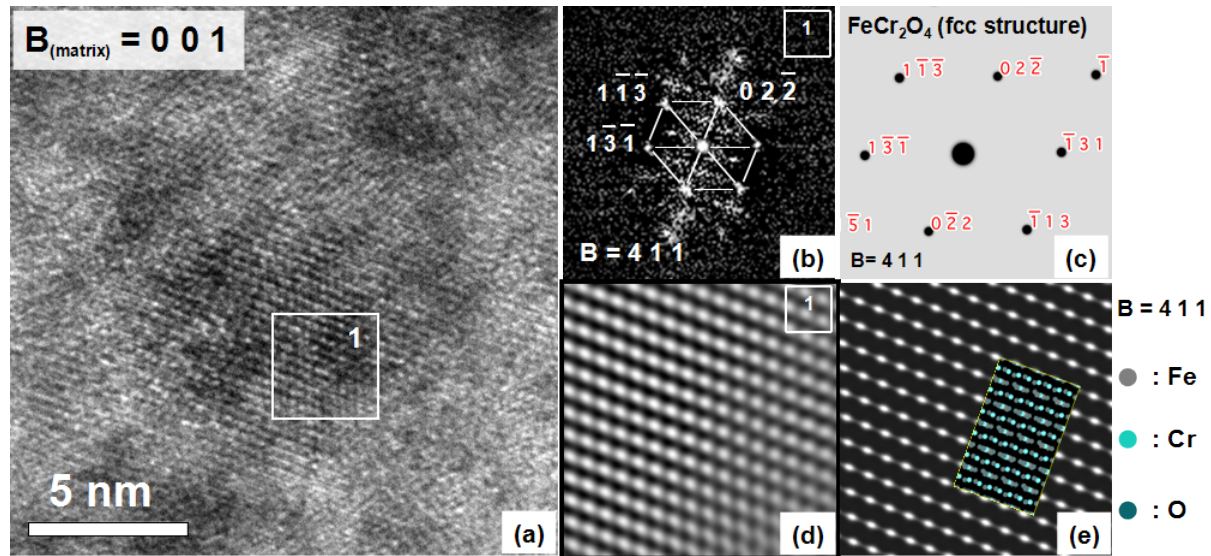 B(matrix) = 0 0 1
1
5 nm
(a)
1
1 1̅ 3̅
0 2 2̅
1 3̅ 1̅
B = 4 1 1
(b)
FeCr₂O₄ (fcc structure)
1 1̅ 3̅
0 2 2̅
1̅
1 3̅ 1̅
1̅ 3 1
5̅ 1
0 2̅ 2
1̅ 1 3
B= 4 1 1
(c)
1
(d)
(e)
B = 4 1 1
: Fe
: Cr
: O